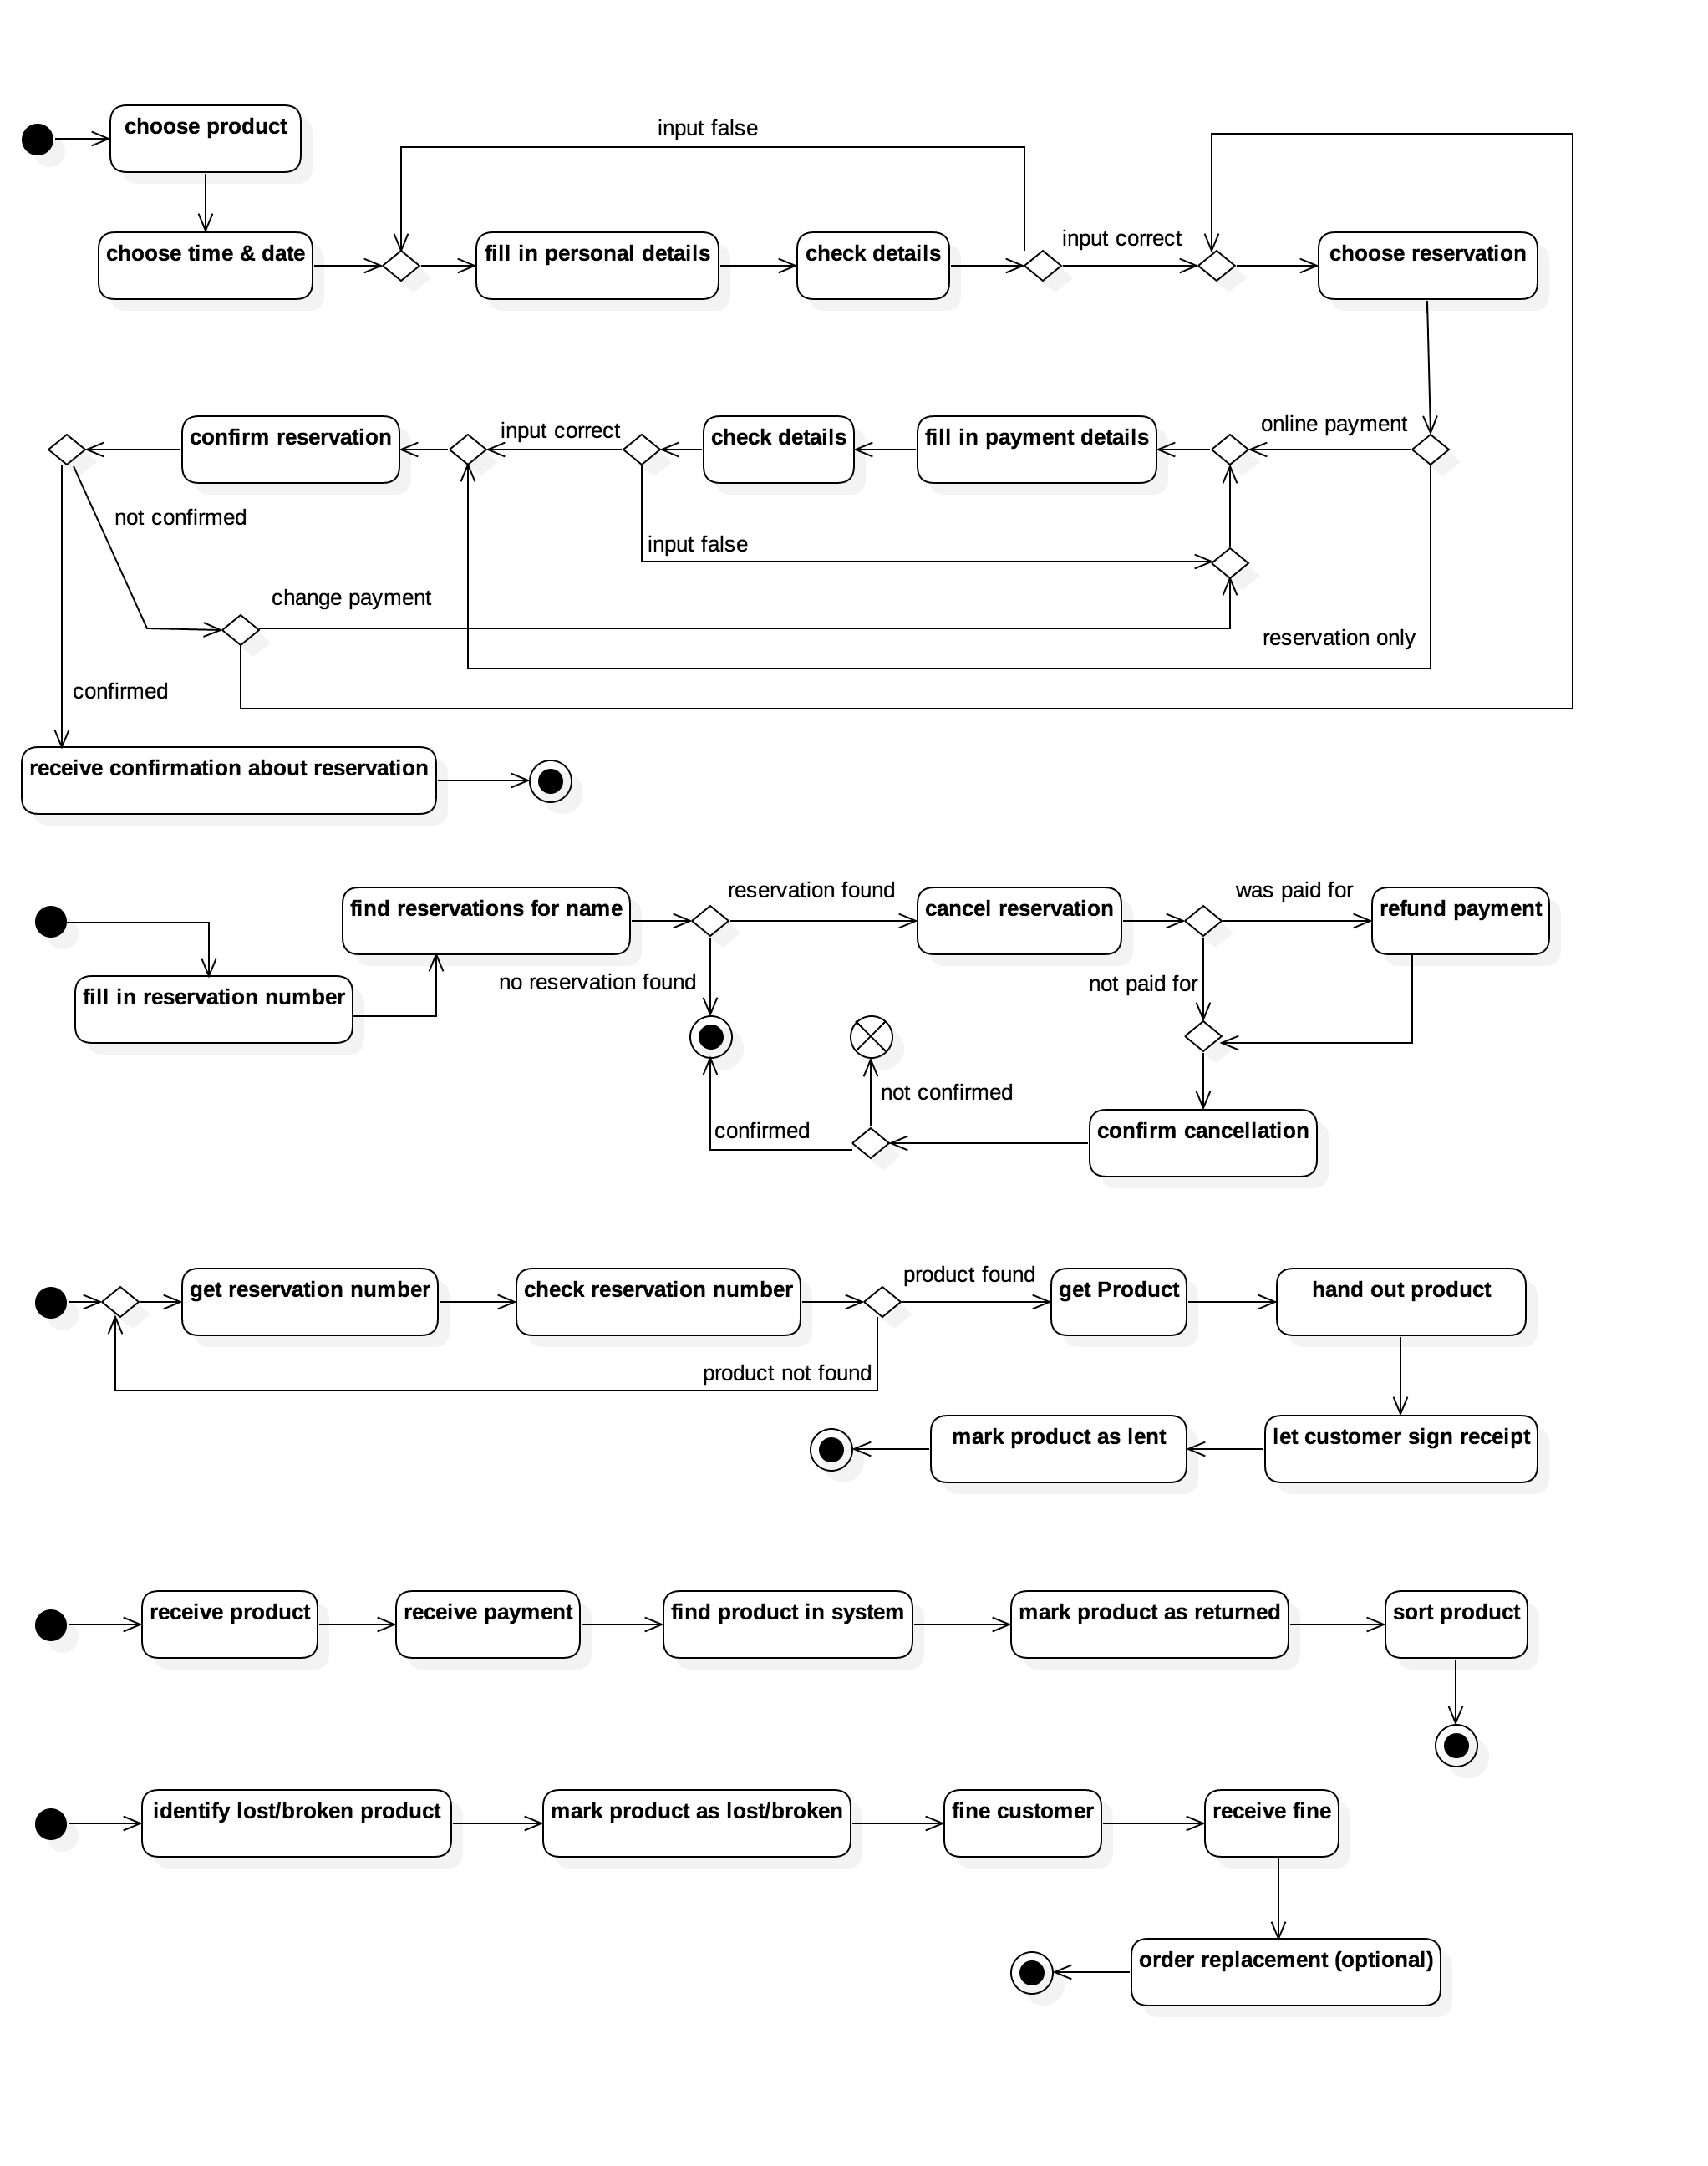 choose product
input false
choose time & date
fill in personal details
check details
input correct
choose reservation
confirm reservation
input correct
check details
fill in payment details
online payment
not confirmed
input false
change payment
reservation only
confirmed
receive confirmation about reservation
find reservations for name
reservation found
cancel reservation
was paid for
refund payment
no reservation found
not paid for
fill in reservation number
not confirmed
confirmed
confirm cancellation
get reservation number
check reservation number
product found
get Product
hand out product
product not found
mark product as lent
let customer sign receipt
receive product
receive payment
find product in system
mark product as returned
sort product
identify lost/broken product
mark product as lost/broken
fine customer
receive fine
order replacement (optional)